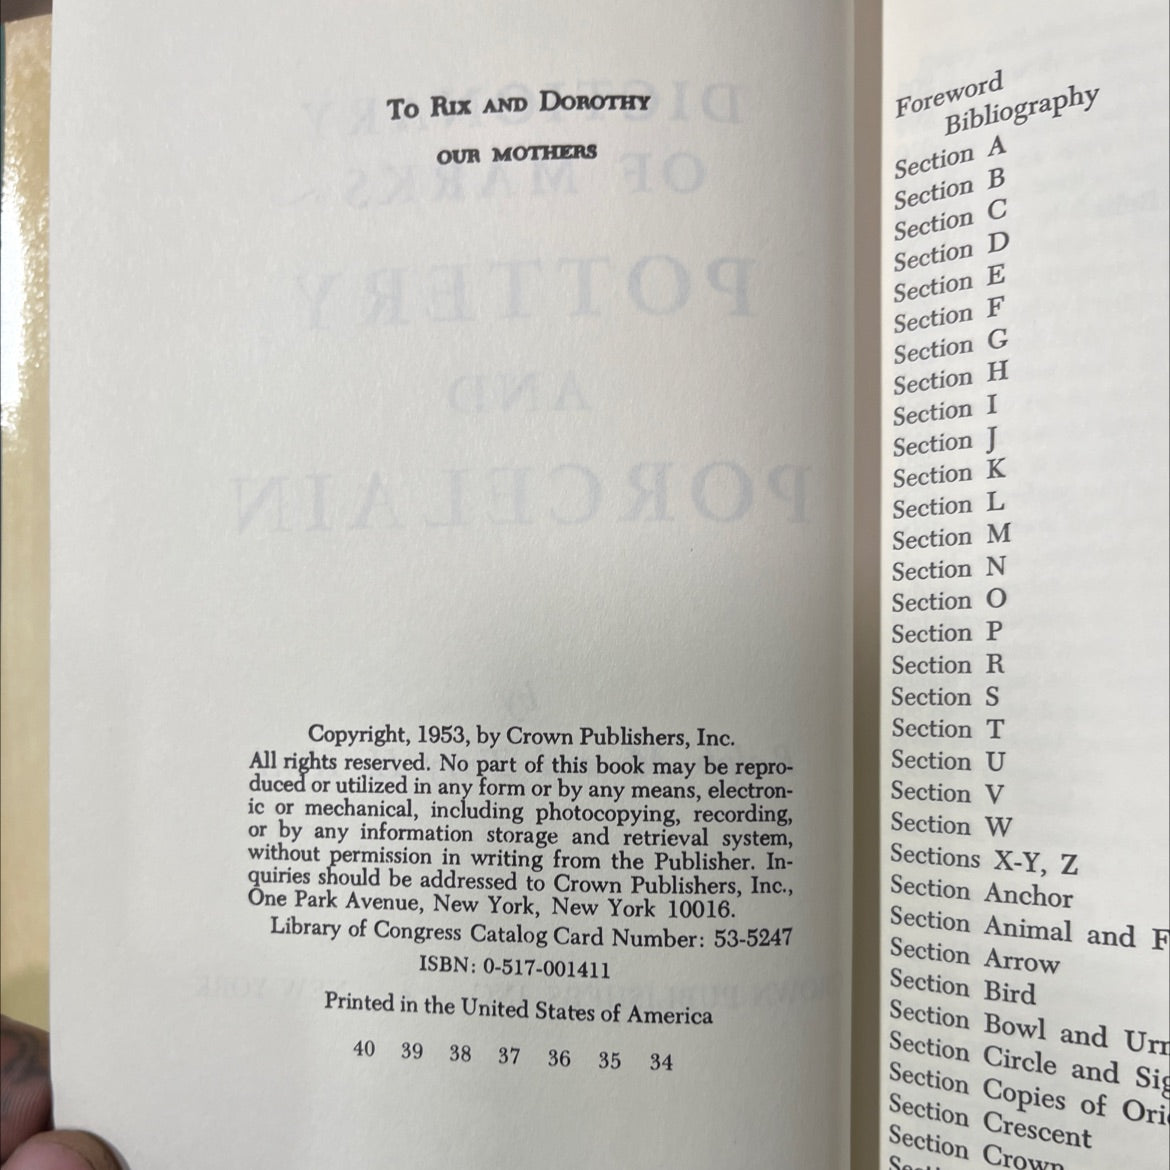 To Rix and Dorothy
our mothers
Copyright, 1953, by Crown Publishers, Inc.
All rights reserved. No part of this book may be repro-
duced or utilized in any form or by any means, electron-
ic or mechanical, including photocopying, recording,
or by any information storage and retrieval system,
without permission in writing from the Publisher. In-
quiries should be addressed to Crown Publishers, Inc.,
One Park Avenue, New York, New York 10016.
Library of Congress Catalog Card Number: 53-5247
ISBN: 0-517-001411
Printed in the United States of America
40 39 38 37 36 35 34
Foreword
Bibliography
Section A
Section B
Section C
Section D
Section E
Section F
Section G
Section H
Section I
Section J
Section K
Section L
Section M
Section N
Section O
Section P
Section R
Section S
Section T
Section U
Section V
Section W
Sections X-Y, Z
Section Anchor
Section Animal and F
Section Arrow
Section Bird
Section Bowl and Urn
Section Circle and Sig
Section Copies of Ori
Section Crescent
Section Crown